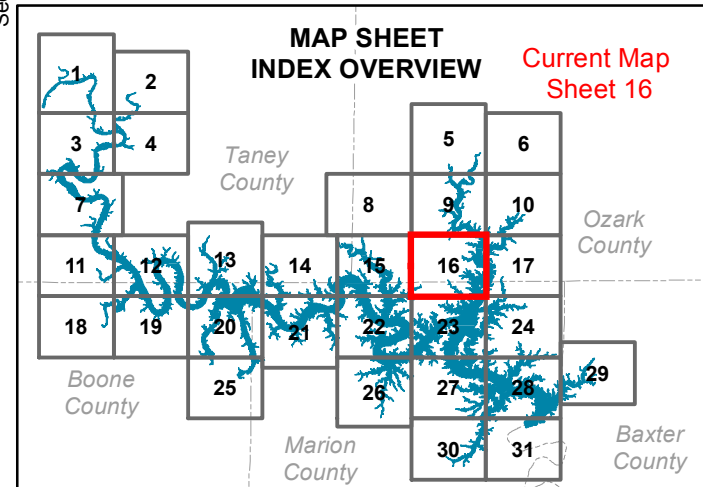 Se
MAP SHEET
INDEX OVERVIEW
Current Map
Sheet 16
1
2
3
4
Taney
County
5
6
7
8
9
10
Ozark
County
11
12
13
14
15
16
17
18
19
20
21
22
23
24
25
26
27
28
29
Boone
County
Marion
County
30
31
Baxter
County